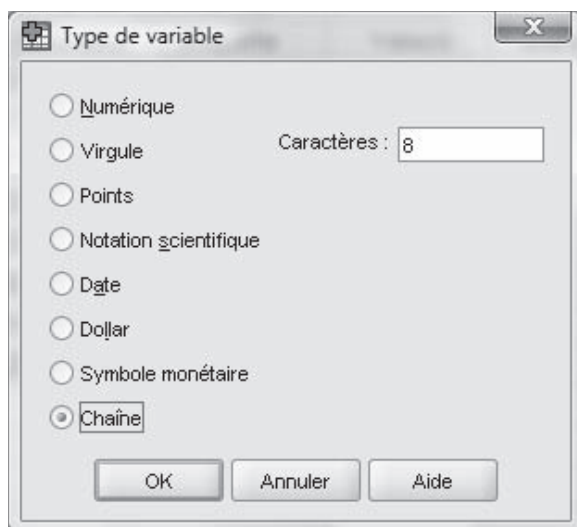 Type de variable
Numérique
Virgule
Caractères : 8
Points
Notation scientifique
Date
Dollar
Symbole monétaire
Chaîne
OK
Annuler
Aide